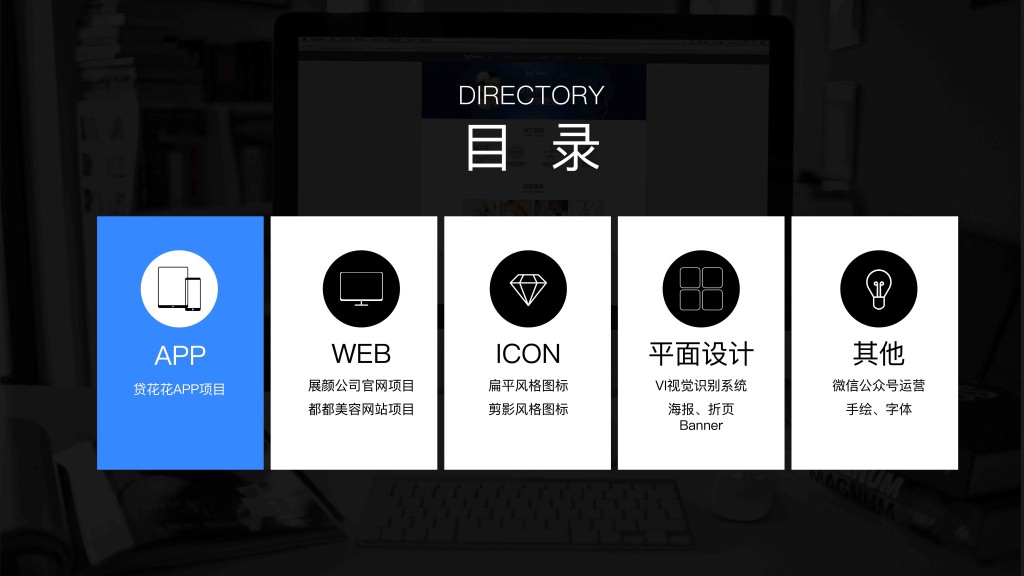 DIRECTORY
目 录
APP
贷花花APP项目
WEB
展颜公司官网项目
都都美容网站项目
ICON
扁平风格图标
剪影风格图标
平面设计
VI视觉识别系统
海报、折页
Banner
其他
微信公众号运营
手绘、字体
MAGNUM
MAGNUM